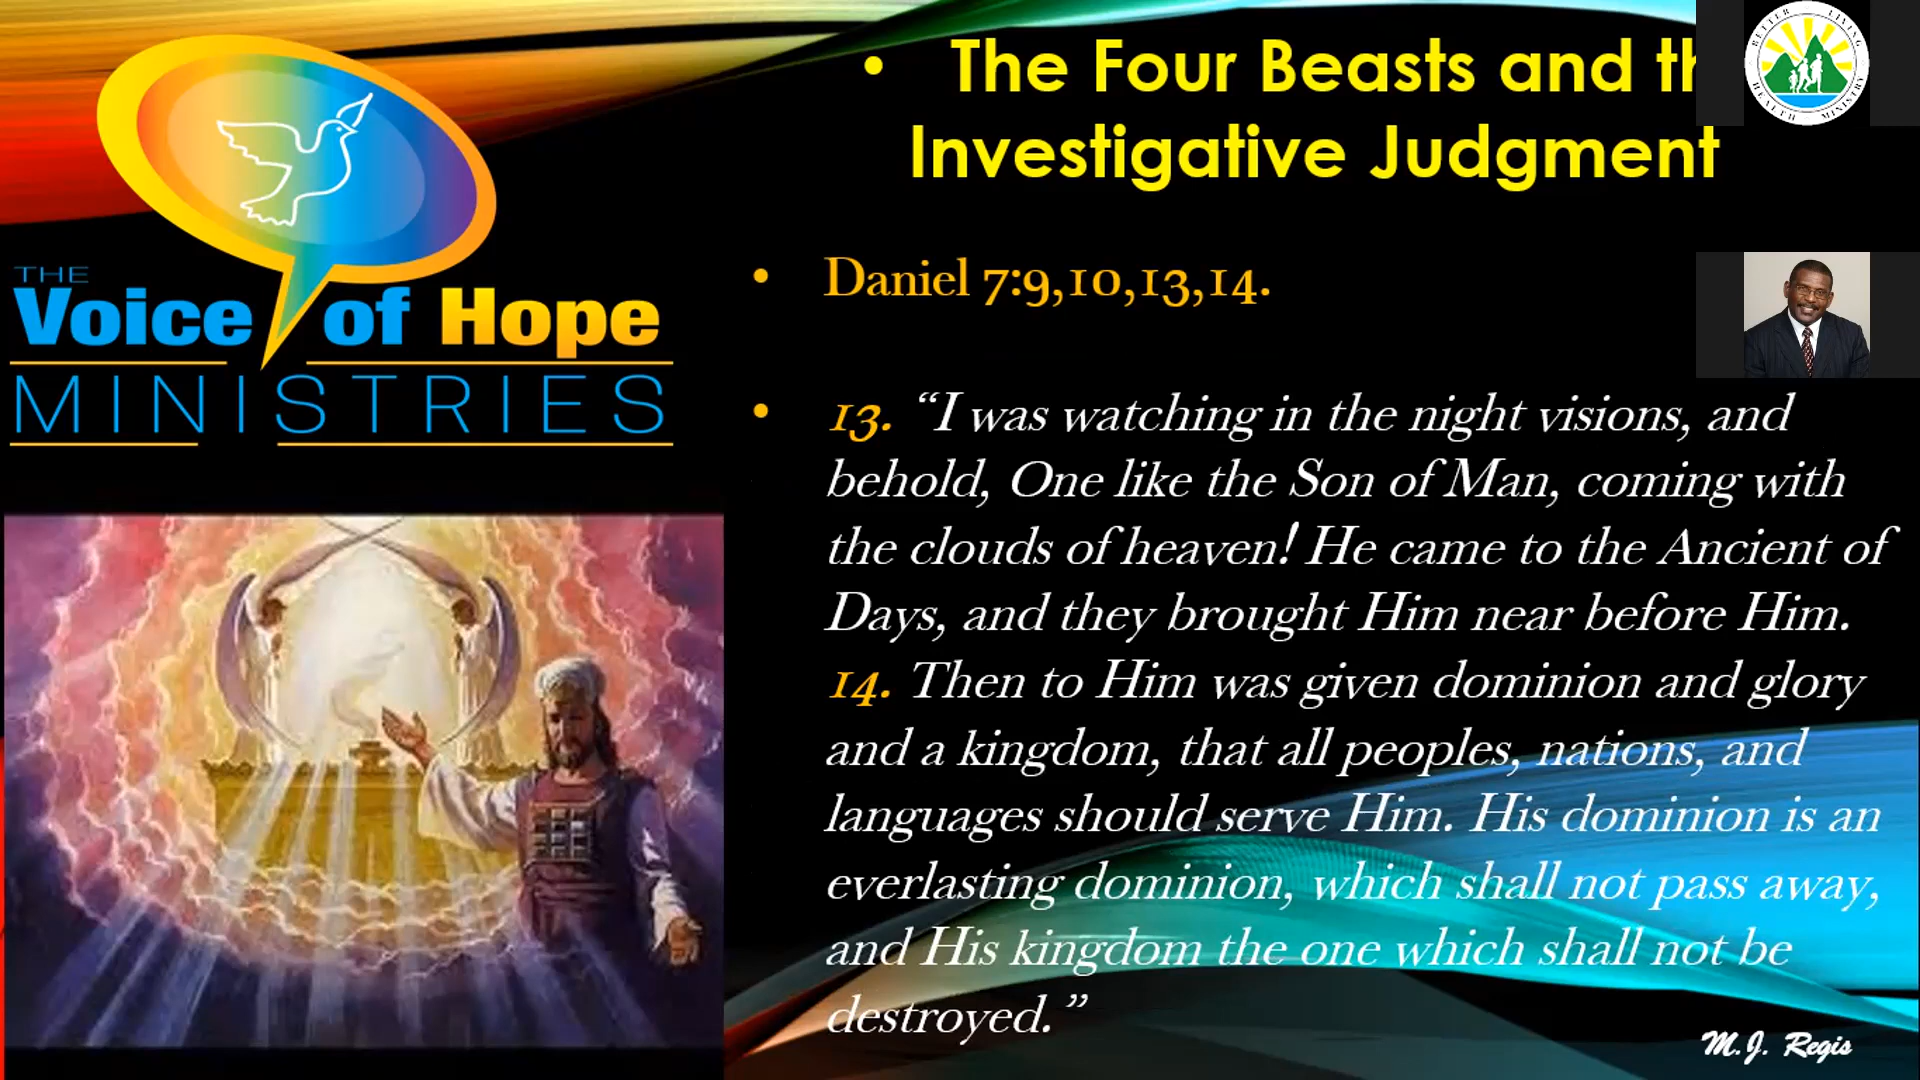 The Four Beasts and th
Investigative Judgment
BETTER LIVING
HEALTH MINISTRY
THE
Voice of Hope
MINISTRIES
Daniel 7:9,10,13,14.
13. “I was watching in the night visions, and
behold, One like the Son of Man, coming with
the clouds of heaven! He came to the Ancient of
Days, and they brought Him near before Him.
14. Then to Him was given dominion and glory
and a kingdom, that all peoples, nations, and
languages should serve Him. His dominion is an
everlasting dominion, which shall not pass away,
and His kingdom the one which shall not be
destroyed.”
M.J. Regis